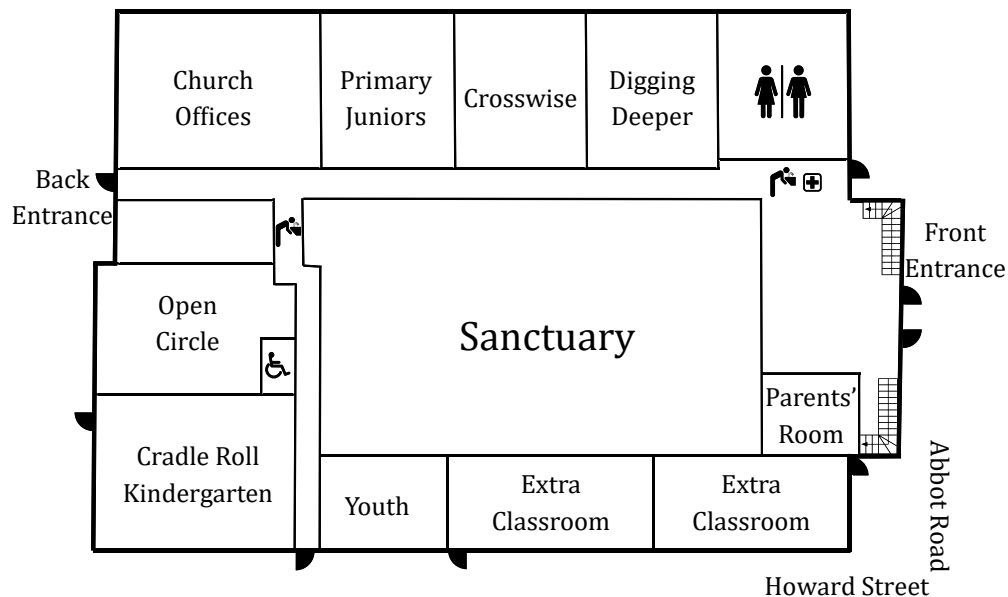 Church
Offices
Primary
Juniors
Crosswise
Digging
Deeper
Back
Entrance
Front
Entrance
Open
Circle
Sanctuary
Parents’
Room
Cradle Roll
Kindergarten
Youth
Extra
Classroom
Extra
Classroom
Abbot Road
Howard Street